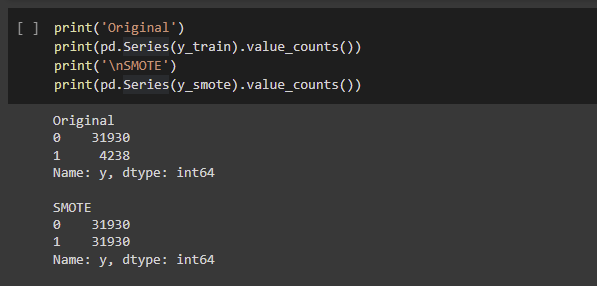 [ ] print('Original')
print(pd.Series(y_train).value_counts())
print('\nSMOTE')
print(pd.Series(y_smote).value_counts())
Original
0    31930
1     4238
Name: y, dtype: int64
SMOTE
0    31930
1    31930
Name: y, dtype: int64